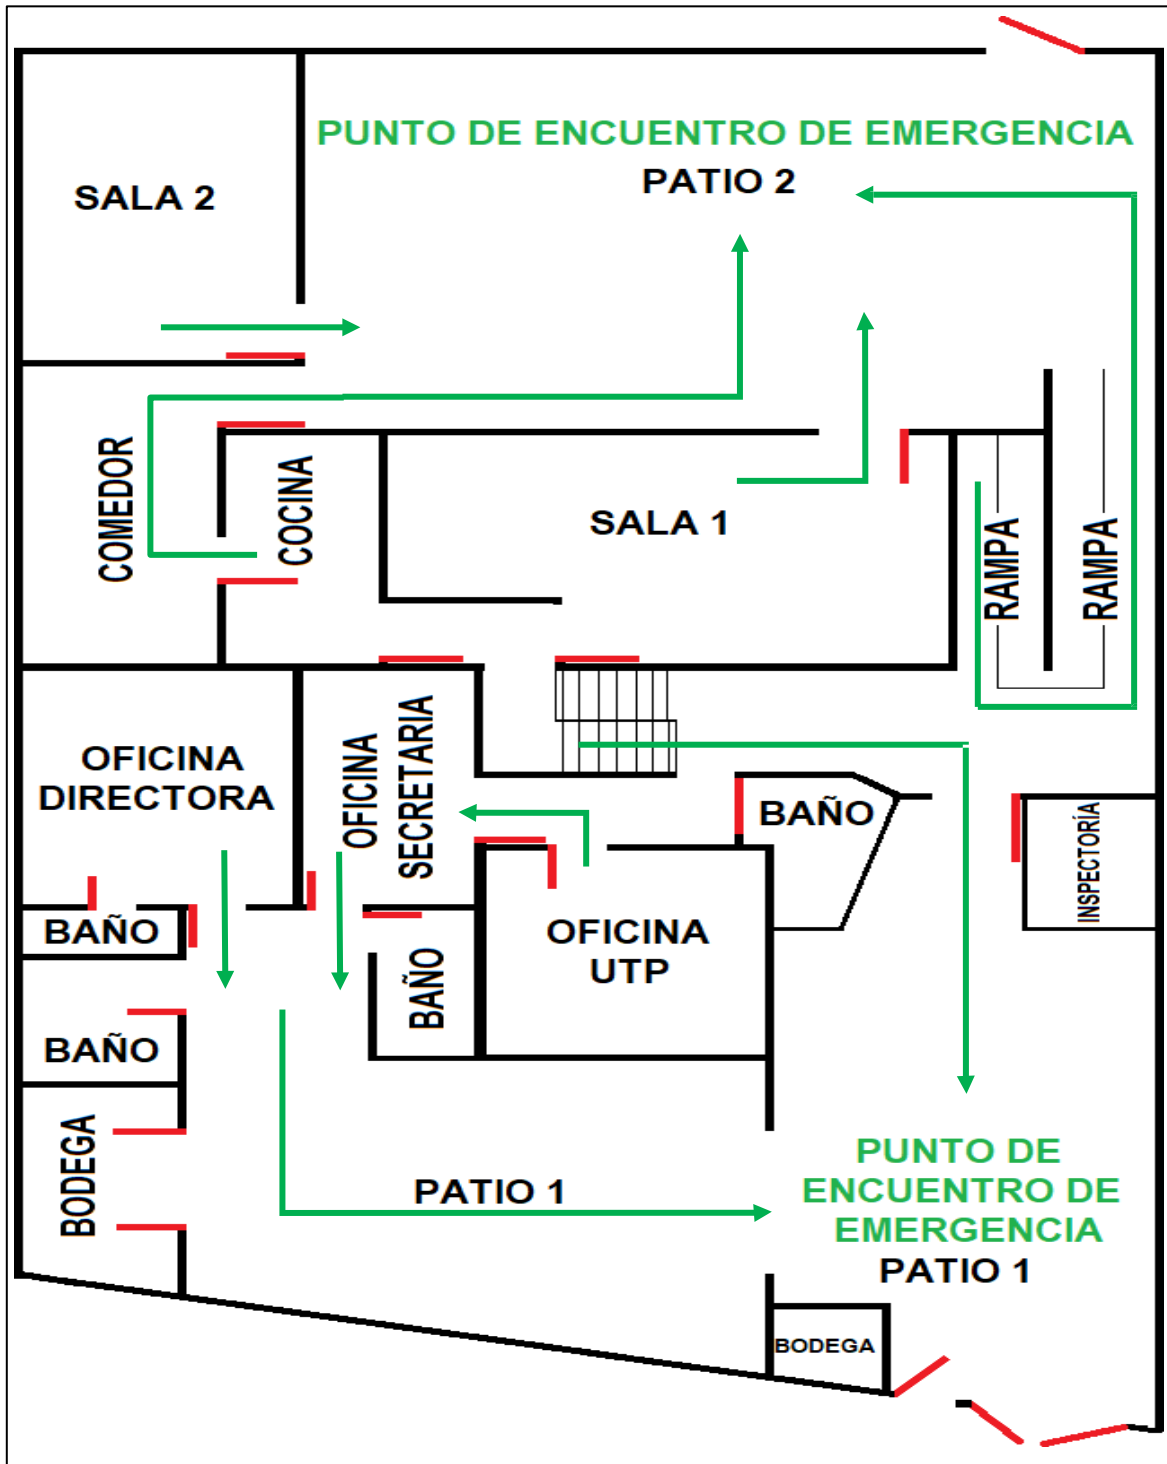 PUNTO DE ENCUENTRO DE EMERGENCIA
PATIO 2
SALA 2
COMEDOR
COCINA
SALA 1
RAMPA
RAMPA
OFICINA
DIRECTORA
OFICINA
SECRETARIA
BAÑO
INSPECTORÍA
BAÑO
OFICINA
UTP
BAÑO
BAÑO
BODEGA
PATIO 1
PUNTO DE
ENCUENTRO DE
EMERGENCIA
PATIO 1
BODEGA